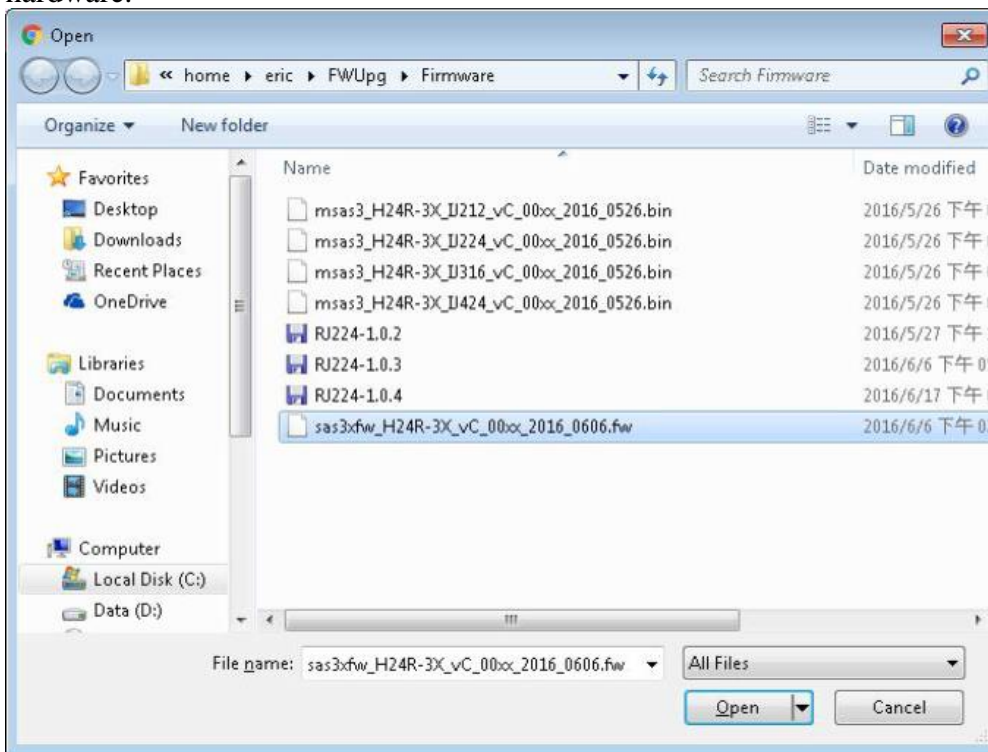 hardware.
Open
« home ▸ eric ▸ FWUpg ▸ Firmware Search Firmware
Organize ▾ New folder
Name Date modified
Favorites
Desktop
Downloads
Recent Places
OneDrive
Libraries
Documents
Music
Pictures
Videos
Computer
Local Disk (C:)
Data (D:)
msas3_H24R-3X_IJ212_vC_00xx_2016_0526.bin 2016/5/26 下午
msas3_H24R-3X_IJ224_vC_00xx_2016_0526.bin 2016/5/26 下午
msas3_H24R-3X_IJ316_vC_00xx_2016_0526.bin 2016/5/26 下午
msas3_H24R-3X_IJ424_vC_00xx_2016_0526.bin 2016/5/26 下午
RJ224-1.0.2 2016/5/27 下午
RJ224-1.0.3 2016/6/6 下午 0
RJ224-1.0.4 2016/6/17 下午
sas3xfw_H24R-3X_vC_00xx_2016_0606.fw 2016/6/6 下午 0
File name: sas3xfw_H24R-3X_vC_00xx_2016_0606.fw All Files
Open Cancel